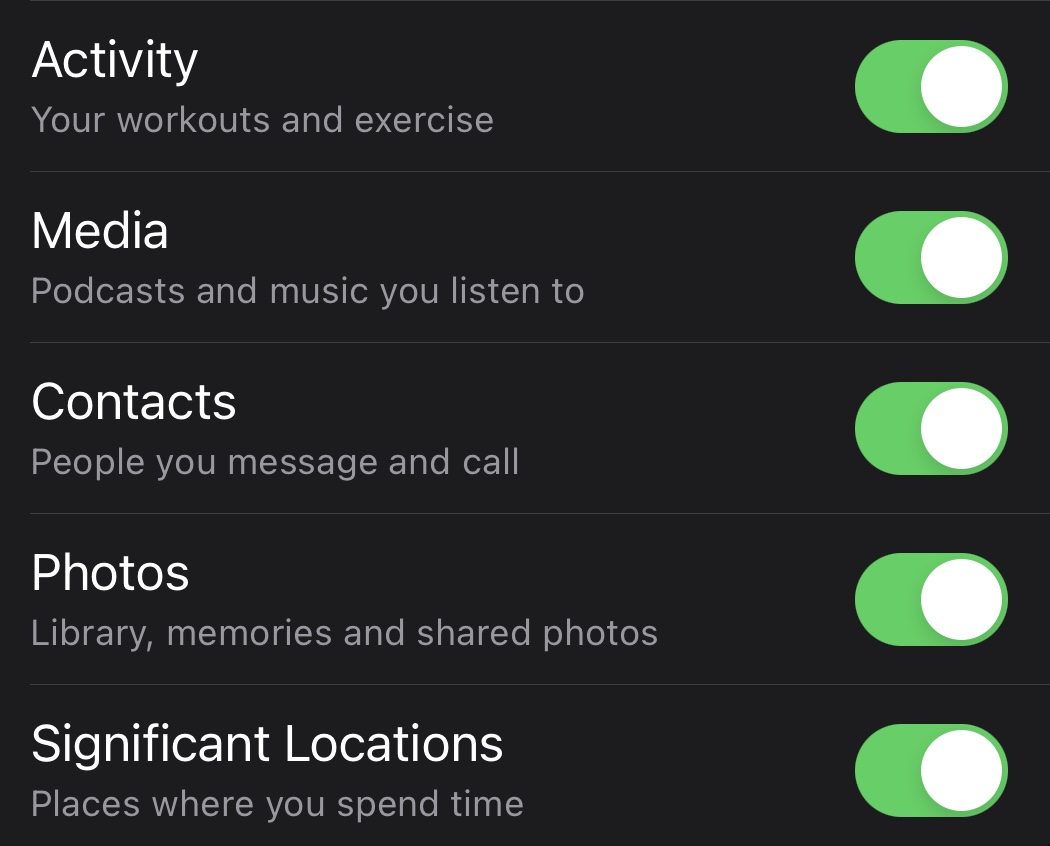 Activity
Your workouts and exercise
Media
Podcasts and music you listen to
Contacts
People you message and call
Photos
Library, memories and shared photos
Significant Locations
Places where you spend time